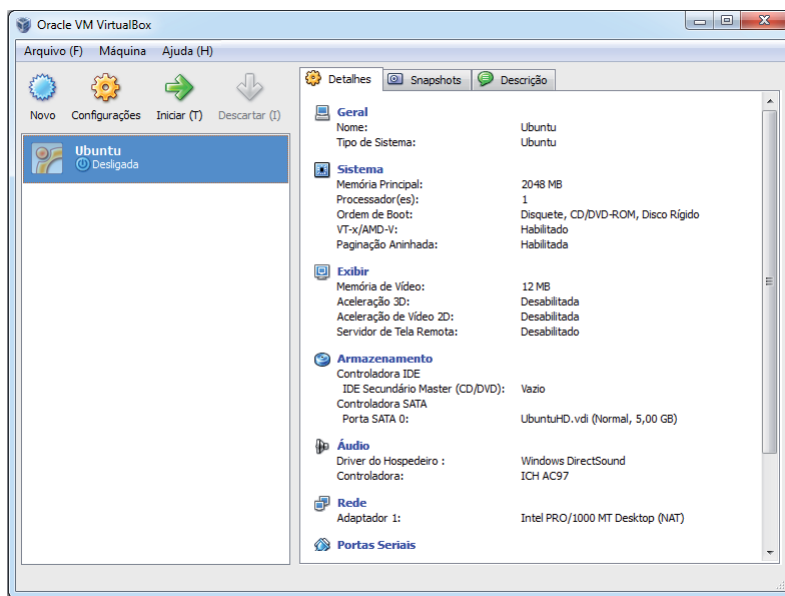 Oracle VM VirtualBox
Arquivo (F) Máquina Ajuda (H)
Novo Configurações Iniciar (T) Descartar (I)
Ubuntu
Desligada
Detalhes Snapshots Descrição
Geral
Nome: Ubuntu
Tipo de Sistema: Ubuntu
Sistema
Memória Principal: 2048 MB
Processador(es): 1
Ordem de Boot: Disquete, CD/DVD-ROM, Disco Rígido
VT-x/AMD-V: Habilitado
Paginação Aninhada: Habilitada
Exibir
Memória de Vídeo: 12 MB
Aceleração 3D: Desabilitada
Aceleração de Vídeo 2D: Desabilitada
Servidor de Tela Remota: Desabilitado
Armazenamento
Controladora IDE
IDE Secundário Master (CD/DVD): Vazio
Controladora SATA
Porta SATA 0: UbuntuHD.vdi (Normal, 5,00 GB)
Áudio
Driver do Hospedeiro : Windows DirectSound
Controladora: ICH AC97
Rede
Adaptador 1: Intel PRO/1000 MT Desktop (NAT)
Portas Seriais